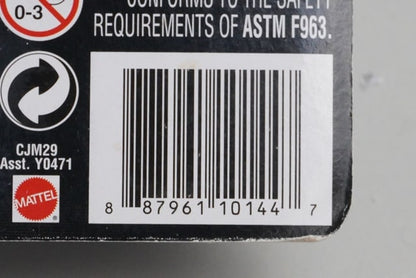 0-3
CONFORMS TO THE SAFETY
REQUIREMENTS OF ASTM F963.
CJM29
Asst. Y0471
MATTEL
®
8 87961 10144 7